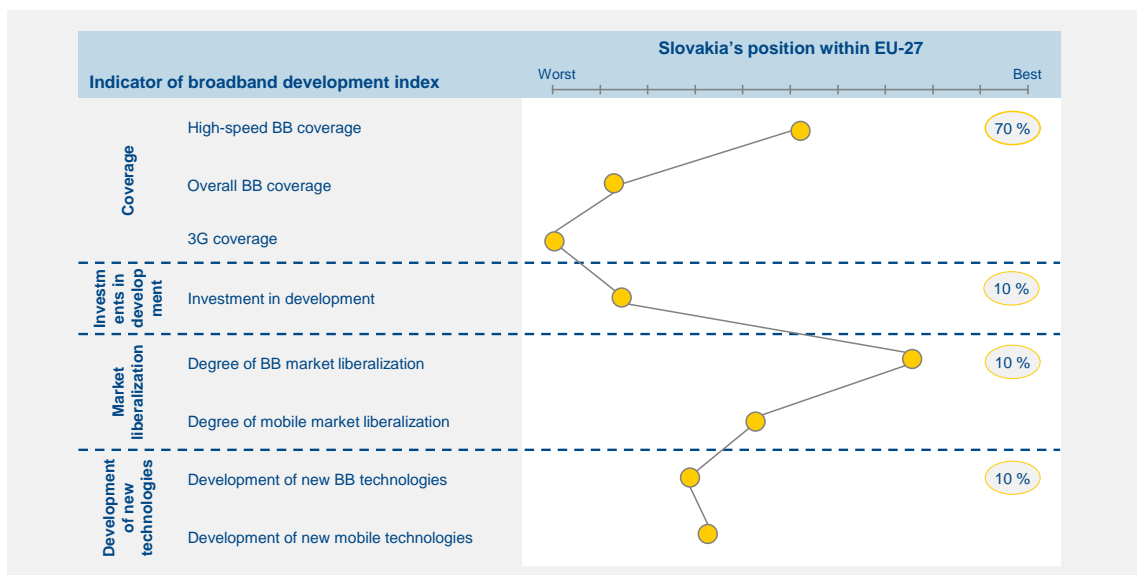 Slovakia's position within EU-27
Indicator of broadband development index
Worst
Best
Coverage
High-speed BB coverage
70 %
Overall BB coverage
3G coverage
Investm
ents in
develop
ment
Investment in development
10 %
Market
liberalization
Degree of BB market liberalization
10 %
Degree of mobile market liberalization
Development
of new
technologies
Development of new BB technologies
10 %
Development of new mobile technologies